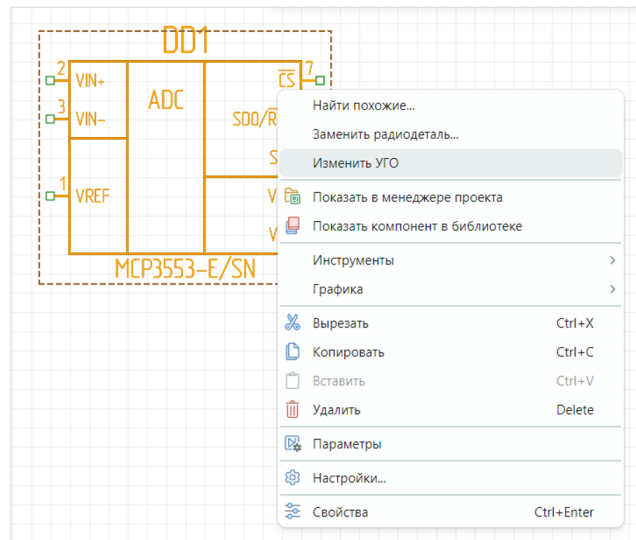 DD1
2 VIN+ ADC CS 7
3 VIN- SDO/R
S
1 VREF V
V
MCP3553-E/SN
Найти похожие...
Заменить радиодеталь...
Изменить УГО
Показать в менеджере проекта
Показать компонент в библиотеке
Инструменты
Графика
Вырезать Ctrl+X
Копировать Ctrl+C
Вставить Ctrl+V
Удалить Delete
Параметры
Настройки...
Свойства Ctrl+Enter